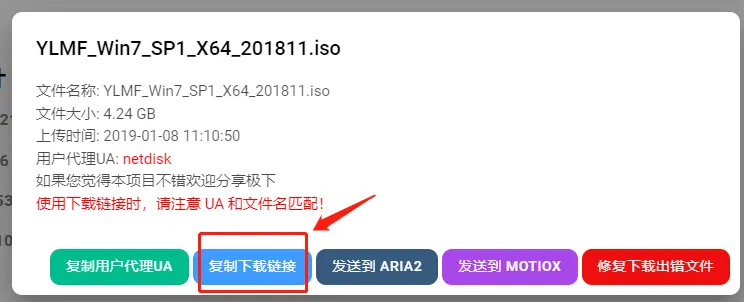 YLMF_Win7_SP1_X64_201811.iso
文件名称: YLMF_Win7_SP1_X64_201811.iso
文件大小: 4.24 GB
上传时间: 2019-01-08 11:10:50
用户代理UA: netdisk
如果您觉得本项目不错欢迎分享极下
使用下载链接时，请注意 UA 和文件名匹配！
复制用户代理UA 复制下载链接 发送到 ARIA2 发送到 MOTIOX 修复下载出错文件